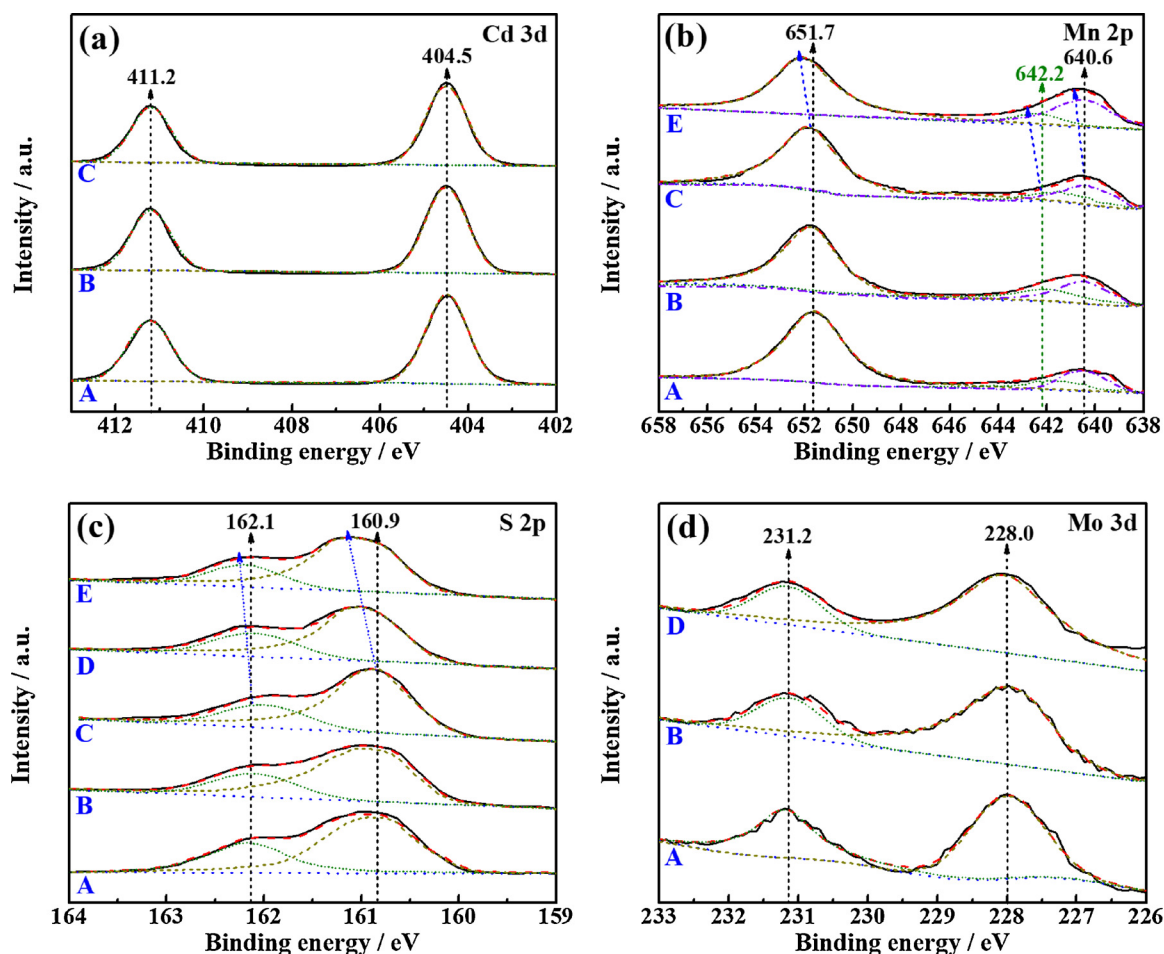 (a) Cd 3d
411.2 404.5
C
B
A
Intensity / a.u.
412 410 408 406 404 402
Binding energy / eV
(b) Mn 2p
651.7 642.2 640.6
E
C
B
A
Intensity / a.u.
658 656 654 652 650 648 646 644 642 640 638
Binding energy / eV
(c) S 2p
162.1 160.9
E
D
C
B
A
Intensity / a.u.
164 163 162 161 160 159
Binding energy / eV
(d) Mo 3d
231.2 228.0
D
B
A
Intensity / a.u.
233 232 231 230 229 228 227 226
Binding energy / eV